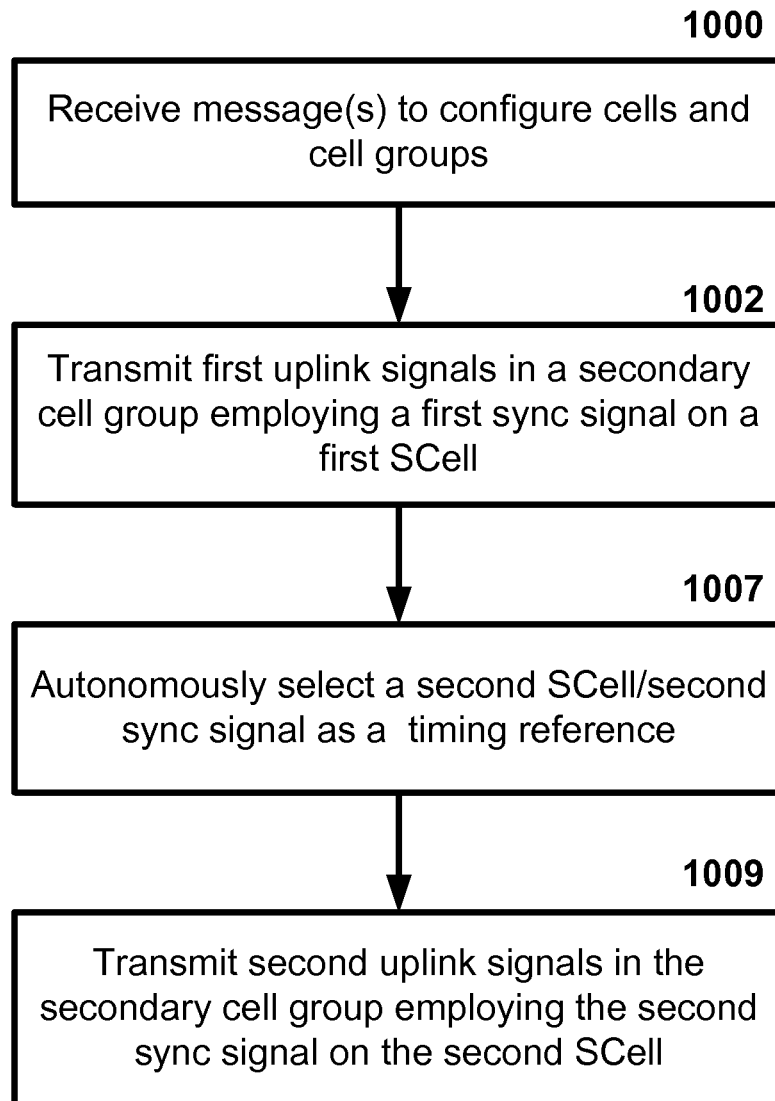 1000
Receive message(s) to configure cells and
cell groups
1002
Transmit first uplink signals in a secondary
cell group employing a first sync signal on a
first SCell
1007
Autonomously select a second SCell/second
sync signal as a  timing reference
1009
Transmit second uplink signals in the
secondary cell group employing the second
sync signal on the second SCell